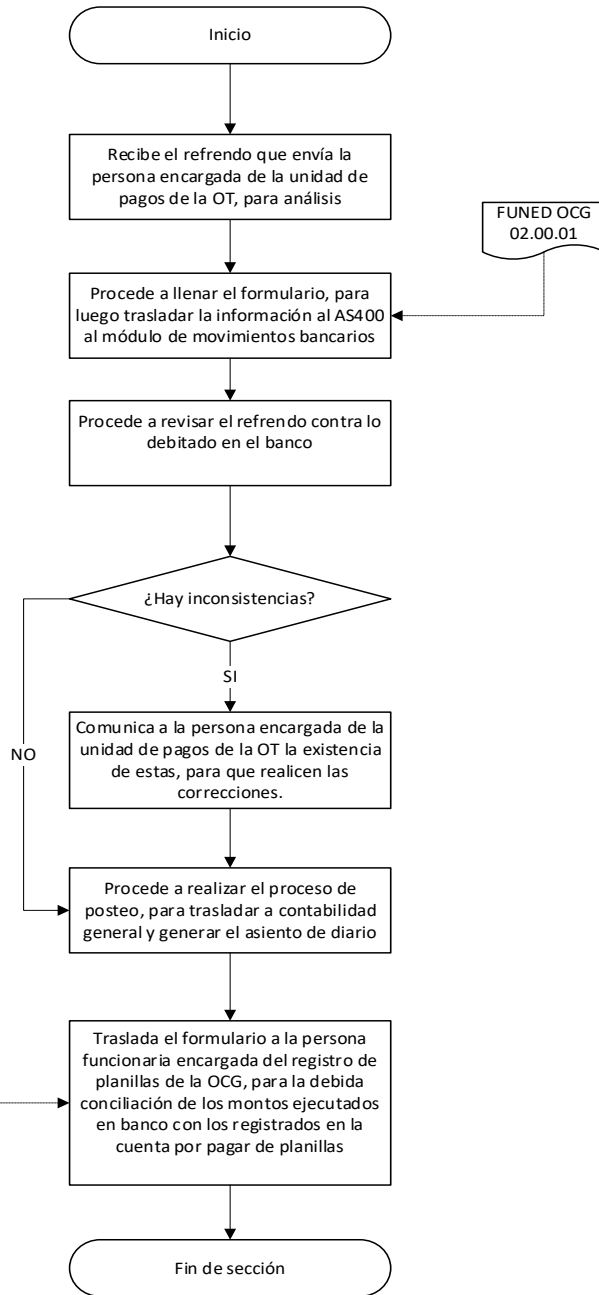 Inicio
Recibe el refrendo que envía la
persona encargada de la unidad de
pagos de la OT, para análisis
FUNED OCG
02.00.01
Procede a llenar el formulario, para
luego trasladar la información al AS400
al módulo de movimientos bancarios
Procede a revisar el refrendo contra lo
debitado en el banco
¿Hay inconsistencias?
SI
NO
Comunica a la persona encargada de la
unidad de pagos de la OT la existencia
de estas, para que realicen las
correcciones.
Procede a realizar el proceso de
posteo, para trasladar a contabilidad
general y generar el asiento de diario
Traslada el formulario a la persona
funcionaria encargada del registro de
planillas de la OCG, para la debida
conciliación de los montos ejecutados
en banco con los registrados en la
cuenta por pagar de planillas
Fin de sección